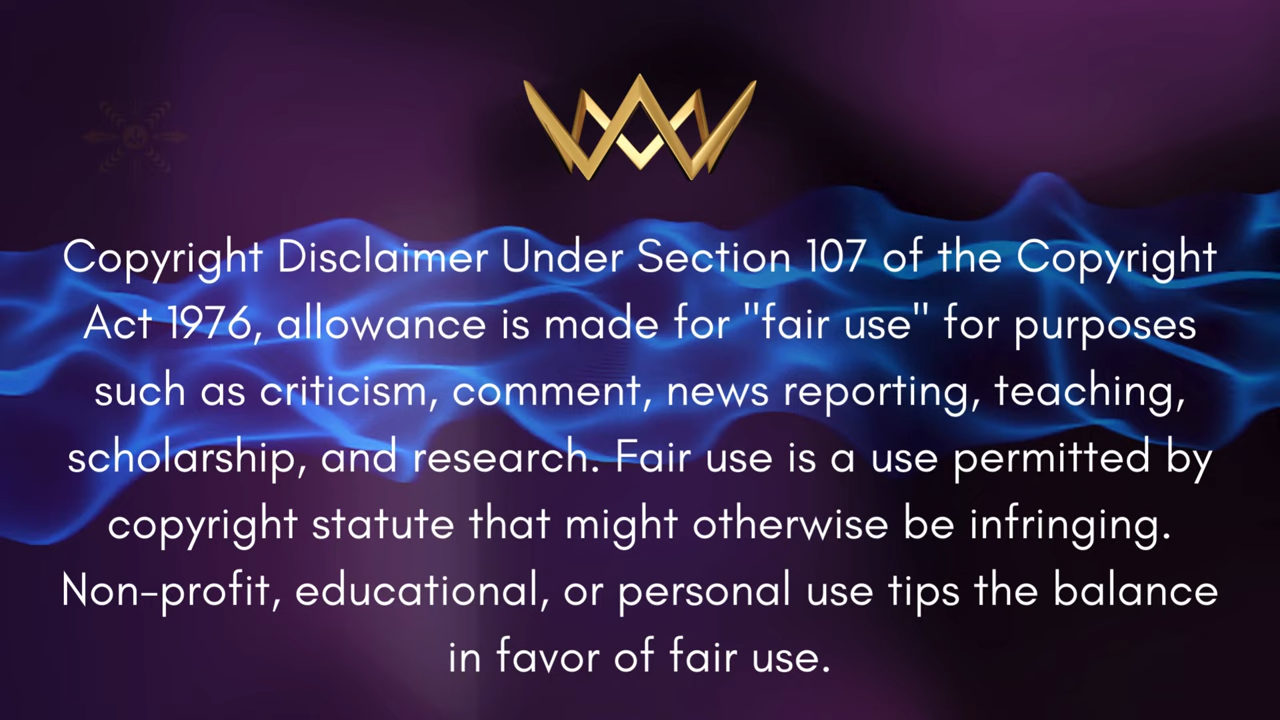 Copyright Disclaimer Under Section 107 of the Copyright
Act 1976, allowance is made for "fair use" for purposes
such as criticism, comment, news reporting, teaching,
scholarship, and research. Fair use is a use permitted by
copyright statute that might otherwise be infringing.
Non-profit, educational, or personal use tips the balance
in favor of fair use.